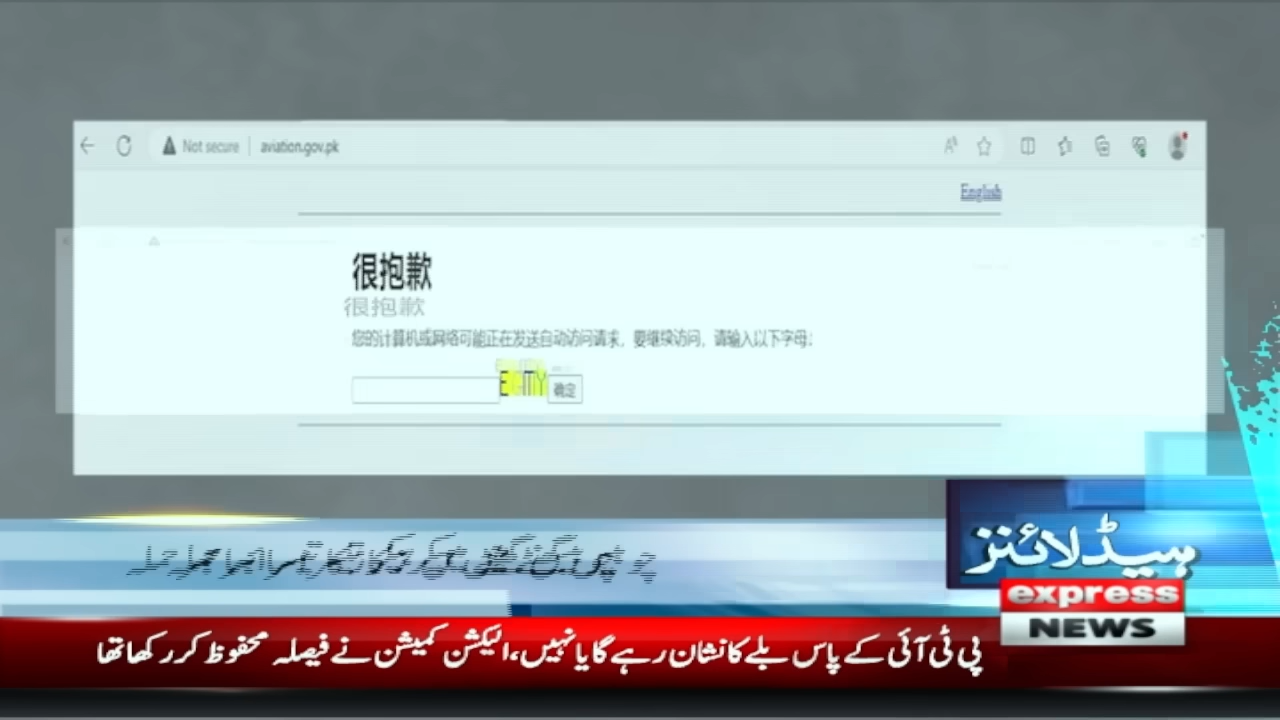 Not secure aviation.gov.pk
English
很抱歉
很抱歉
您的计算机或网络可能正在发送自动访问请求，要继续访问，请输入以下字母：
确定
ہیڈلائنز
express
NEWS
پی ٹی آئی کے پاس بلے کا نشان رہے گا یا نہیں، الیکشن کمیشن نے فیصلہ محفوظ کر رکھا تھا